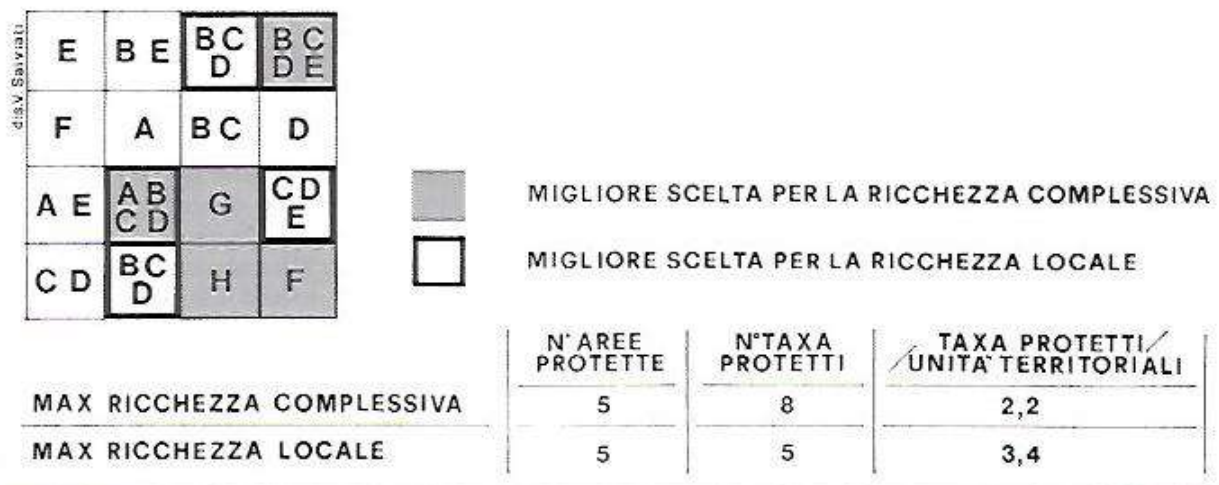 dis.V. Salviati
E
B E
B C
D
B C
D E
F
A
B C
D
A E
A B
C D
G
C D
E
C D
B C
D
H
F
MIGLIORE SCELTA PER LA RICCHEZZA COMPLESSIVA
MIGLIORE SCELTA PER LA RICCHEZZA LOCALE
N° AREE
PROTETTE
N° TAXA
PROTETTI
TAXA PROTETTI/
/UNITA' TERRITORIALI
MAX RICCHEZZA COMPLESSIVA 5 8 2,2
MAX RICCHEZZA LOCALE 5 5 3,4